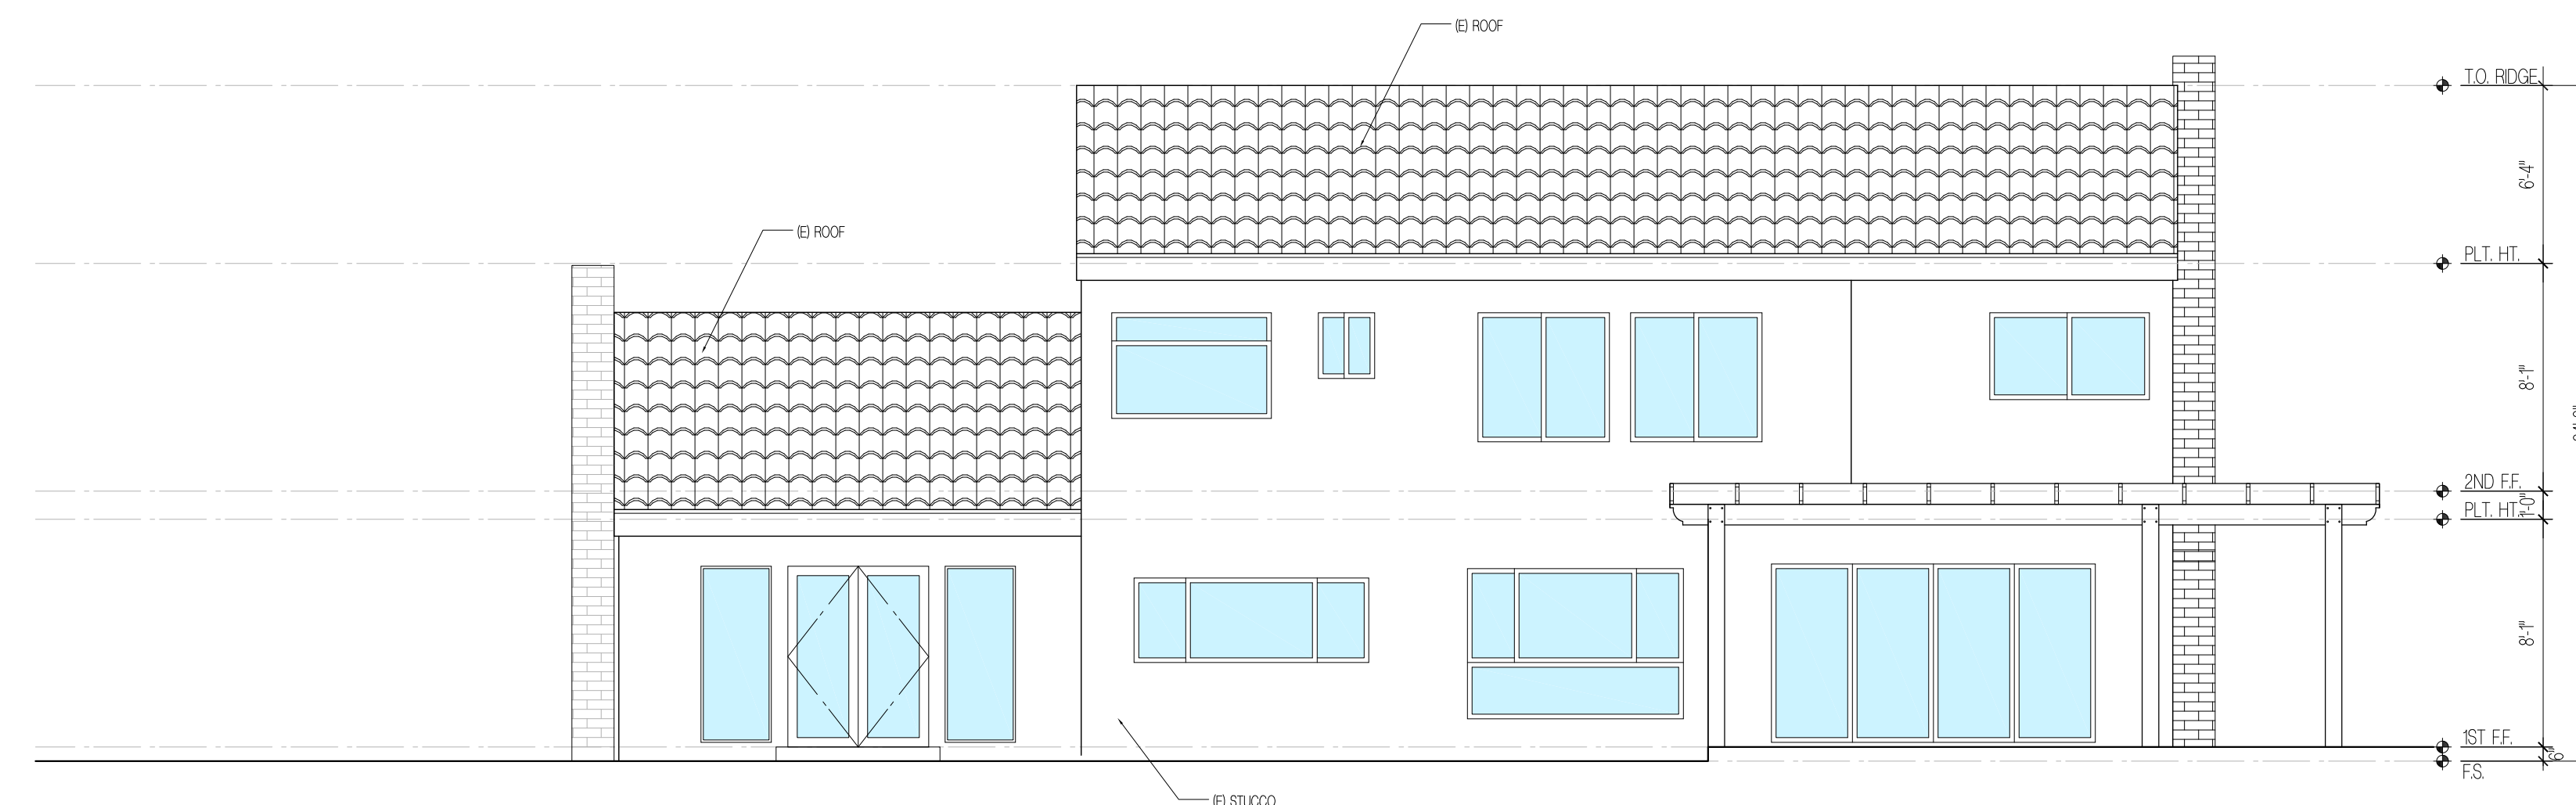 (E) ROOF
T.O. RIDGE
6'-4"
(E) ROOF
PLT. HT.
8'-1"
2ND F.F.
1'-0"
PLT. HT.
8'-1"
1ST F.F.
6"
F.S.
(E) STUCCO